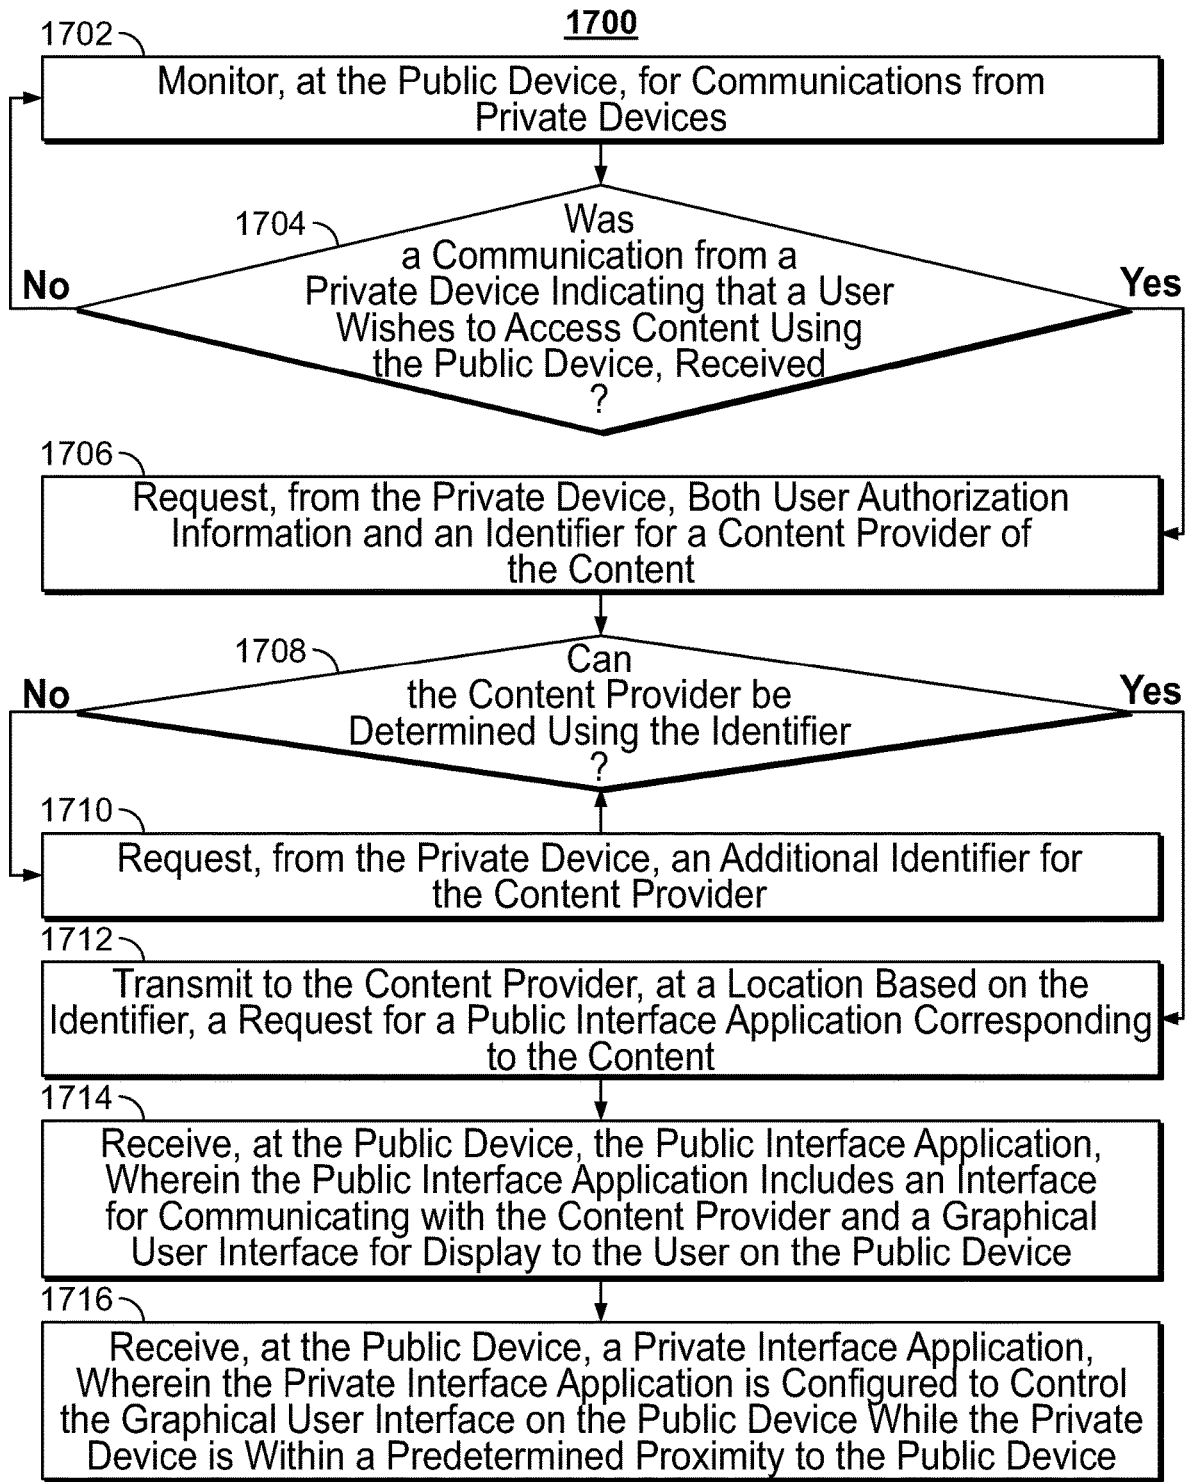 1700
1702
Monitor, at the Public Device, for Communications from
Private Devices
1704
Was
a Communication from a
Private Device Indicating that a User
Wishes to Access Content Using
the Public Device, Received
?
No
Yes
1706
Request, from the Private Device, Both User Authorization
Information and an Identifier for a Content Provider of
the Content
1708
Can
the Content Provider be
Determined Using the Identifier
?
No
Yes
1710
Request, from the Private Device, an Additional Identifier for
the Content Provider
1712
Transmit to the Content Provider, at a Location Based on the
Identifier, a Request for a Public Interface Application Corresponding
to the Content
1714
Receive, at the Public Device, the Public Interface Application,
Wherein the Public Interface Application Includes an Interface
for Communicating with the Content Provider and a Graphical
User Interface for Display to the User on the Public Device
1716
Receive, at the Public Device, a Private Interface Application,
Wherein the Private Interface Application is Configured to Control
the Graphical User Interface on the Public Device While the Private
Device is Within a Predetermined Proximity to the Public Device